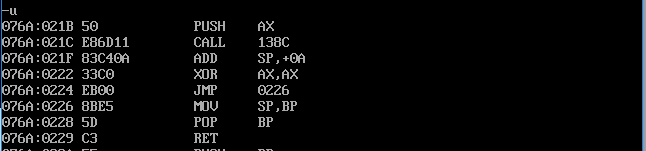 -u
076A:021B 50 PUSH AX
076A:021C E86D11 CALL 138C
076A:021F 83C40A ADD SP,+0A
076A:0222 33C0 XOR AX,AX
076A:0224 EB00 JMP 0226
076A:0226 8BE5 MOV SP,BP
076A:0228 5D POP BP
076A:0229 C3 RET